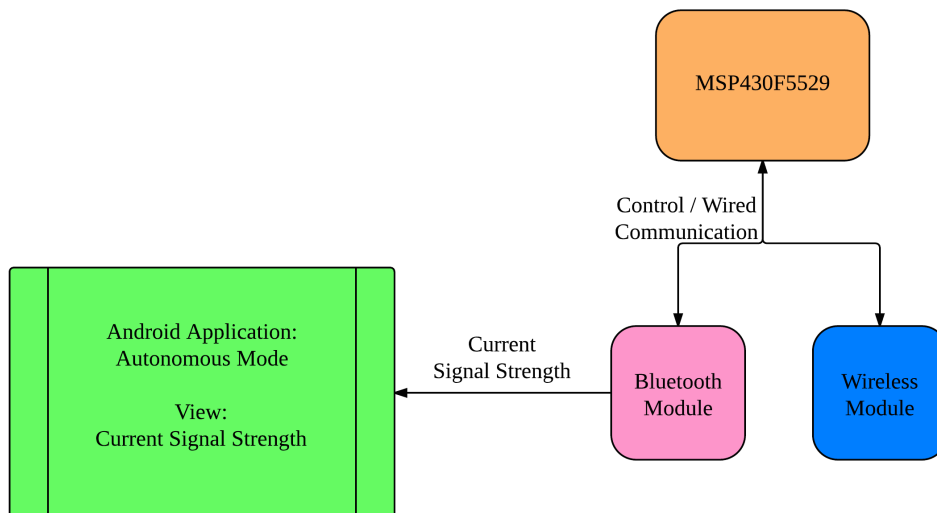 MSP430F5529
Control / Wired
Communication
Android Application:
Autonomous Mode
View:
Current Signal Strength
Current
Signal Strength
Bluetooth
Module
Wireless
Module